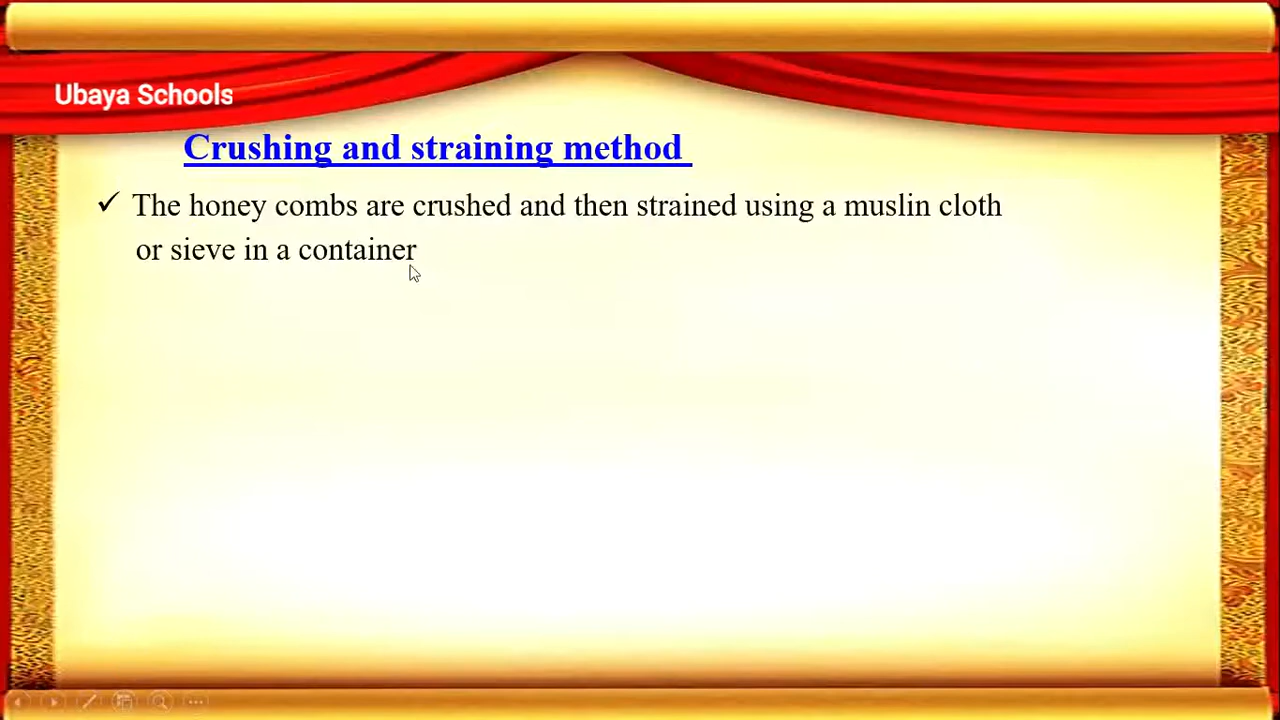 Ubaya Schools
Crushing and straining method
✓ The honey combs are crushed and then strained using a muslin cloth
or sieve in a container